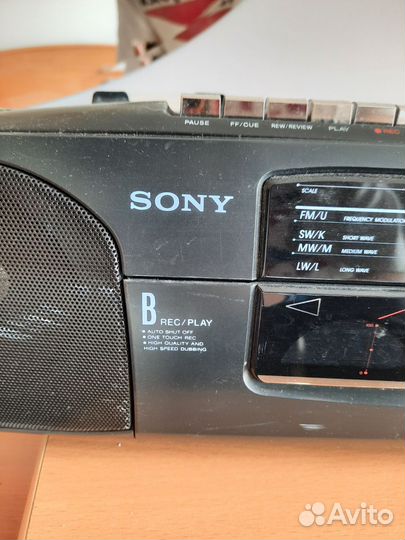 PAUSE FF/CUE REW/REVIEW PLAY REC
SONY
SCALE
FM/U FREQUENCY MODULATION
SW/K SHORT WAVE
MW/M MEDIUM WAVE
LW/L LONG WAVE
B REC/PLAY
AUTO SHUT OFF
ONE TOUCH REC
HIGH QUALITY AND
HIGH SPEED DUBBING
Avito